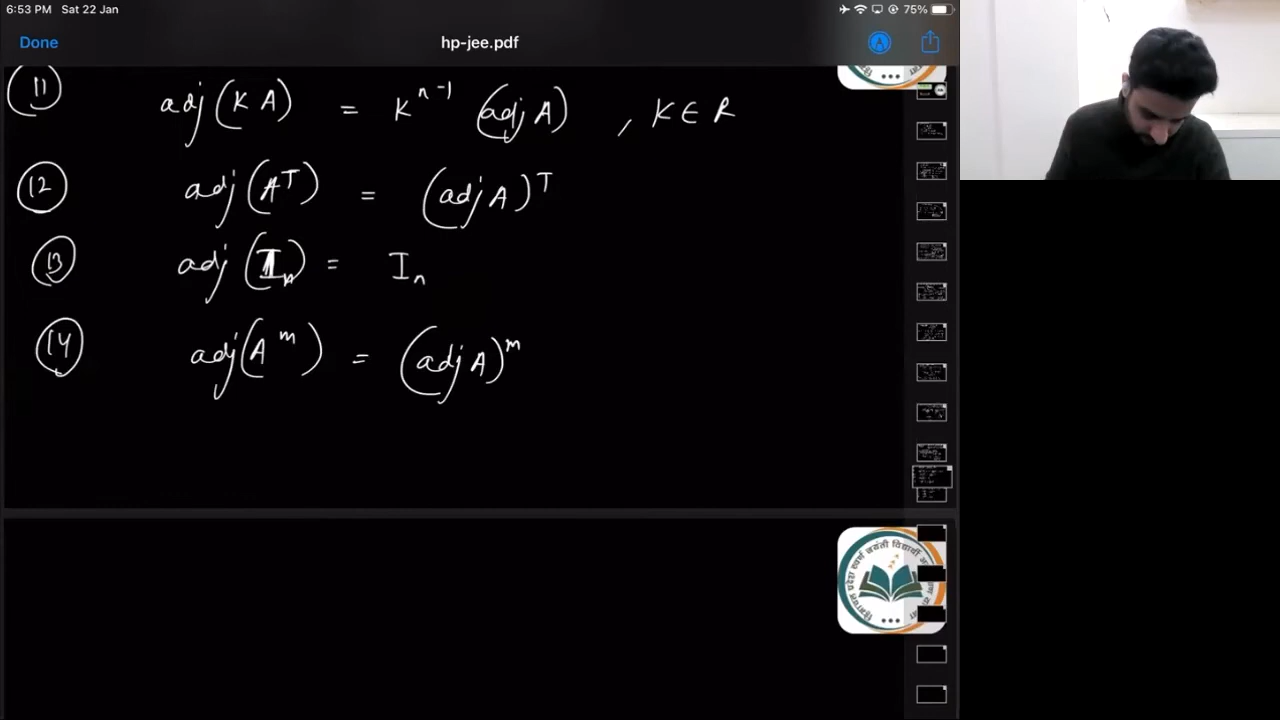 6:53 PM Sat 22 Jan 75%
Done hp-jee.pdf
(11) adj(KA) = K^{n-1} (adj A) , K ∈ R
(12) adj(A^T) = (adj A)^T
(13) adj(I_n) = I_n
(14) adj(A^m) = (adj A)^m